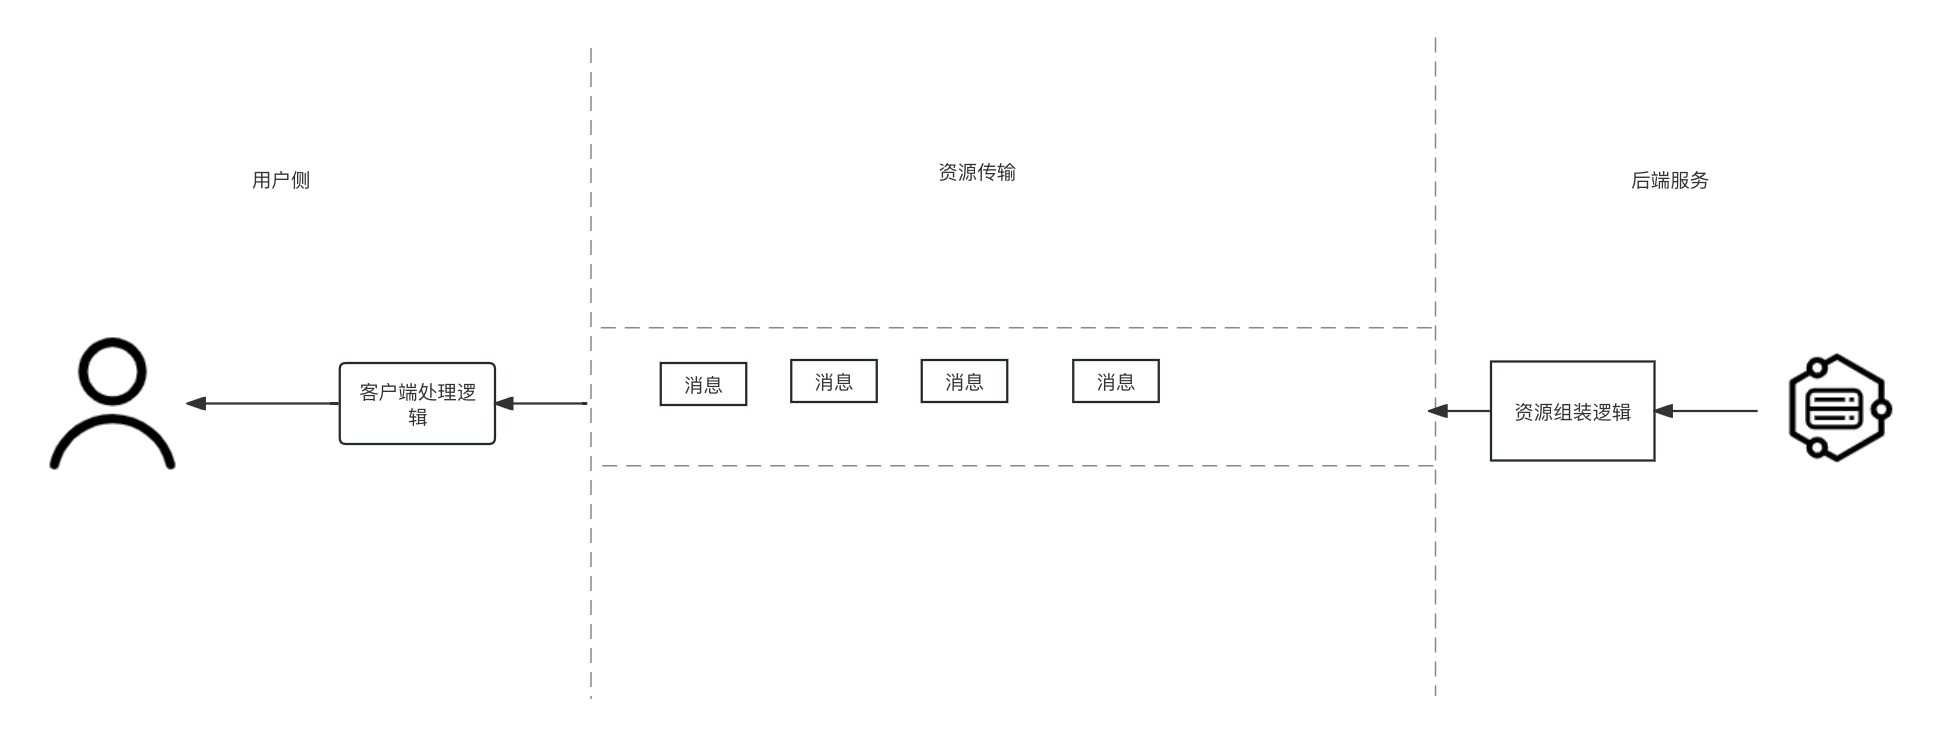 用户侧
资源传输
后端服务
客户端处理逻
辑
消息
消息
消息
消息
资源组装逻辑